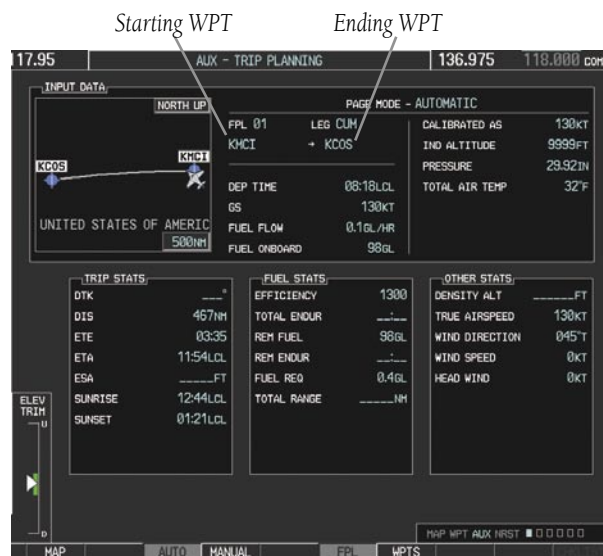 Starting WPT Ending WPT
117.95 AUX - TRIP PLANNING 136.975 118.000 COM
INPUT DATA
NORTH UP
KCOS KMCI
UNITED STATES OF AMERIC
500NM
PAGE MODE - AUTOMATIC
FPL 01 LEG CUM
KMCI → KCOS
DEP TIME 08:18LCL
GS 130KT
FUEL FLOW 0.1GL/HR
FUEL ONBOARD 98GL
CALIBRATED AS 130KT
IND ALTITUDE 9999FT
PRESSURE 29.92IN
TOTAL AIR TEMP 32°F
TRIP STATS
DTK ___°
DIS 467NM
ETE 03:35
ETA 11:54LCL
ESA _____FT
SUNRISE 12:44LCL
SUNSET 01:21LCL
FUEL STATS
EFFICIENCY 1300
TOTAL ENDUR __:__
REM FUEL 98GL
REM ENDUR __:__
FUEL REQ 0.4GL
TOTAL RANGE _____NM
OTHER STATS
DENSITY ALT ______FT
TRUE AIRSPEED 130KT
WIND DIRECTION 045°T
WIND SPEED 0KT
HEAD WIND 0KT
ELEV
TRIM
U
D
MAP WPT AUX NRST
MAP AUTO MANUAL FPL WPTS